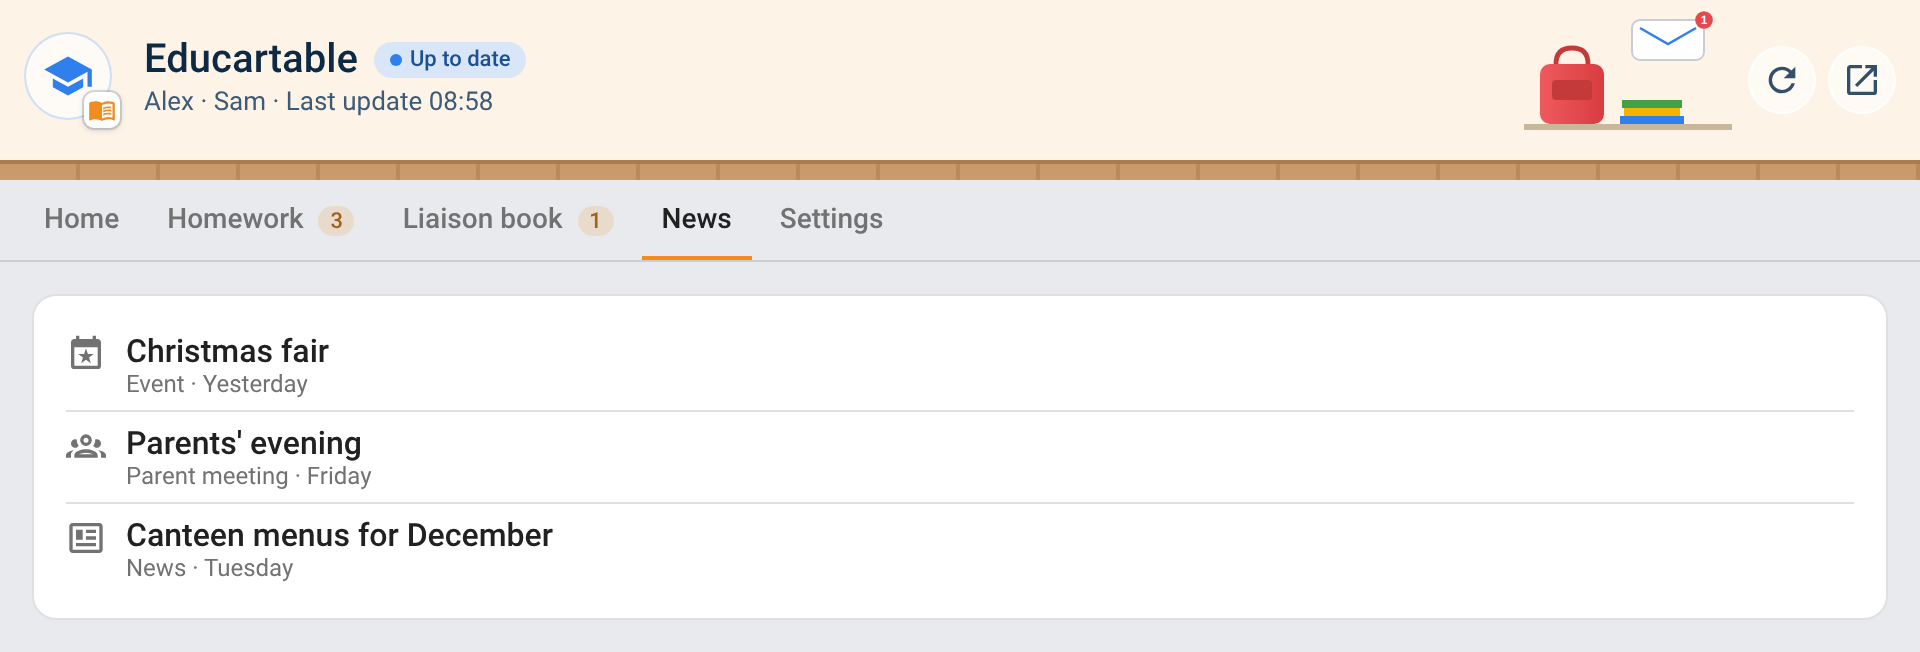 Educartable
Up to date
Alex · Sam · Last update 08:58
1
Home
Homework 3
Liaison book 1
News
Settings
Christmas fair
Event · Yesterday
Parents' evening
Parent meeting · Friday
Canteen menus for December
News · Tuesday